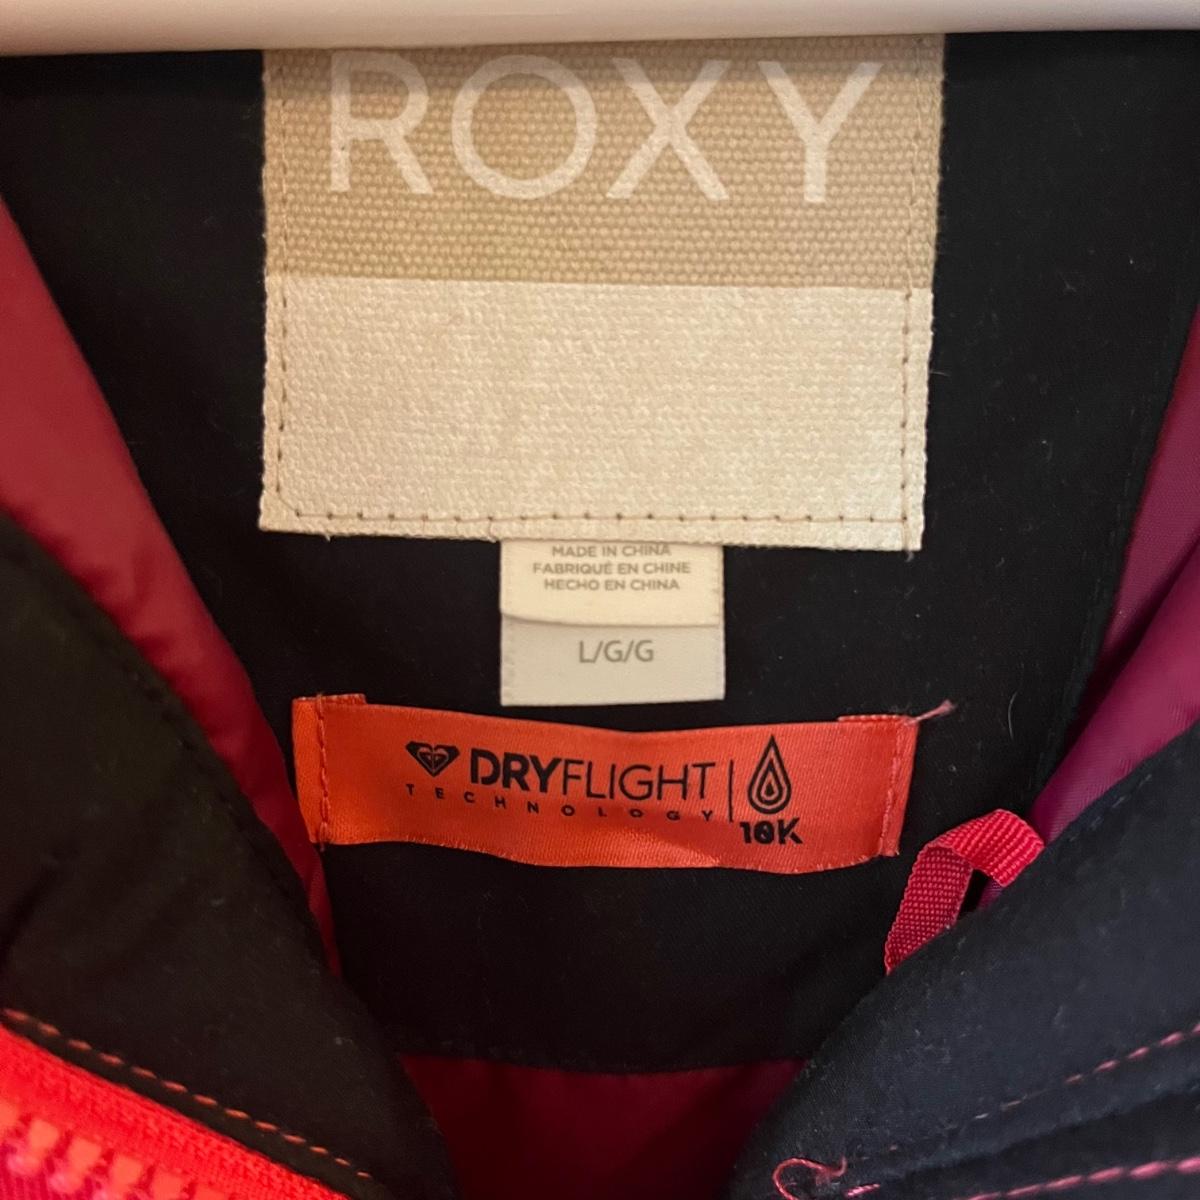 ROXY
MADE IN CHINA
FABRIQUÉ EN CHINE
HECHO EN CHINA
L/G/G
DRYFLIGHT
TECHNOLOGY
10K